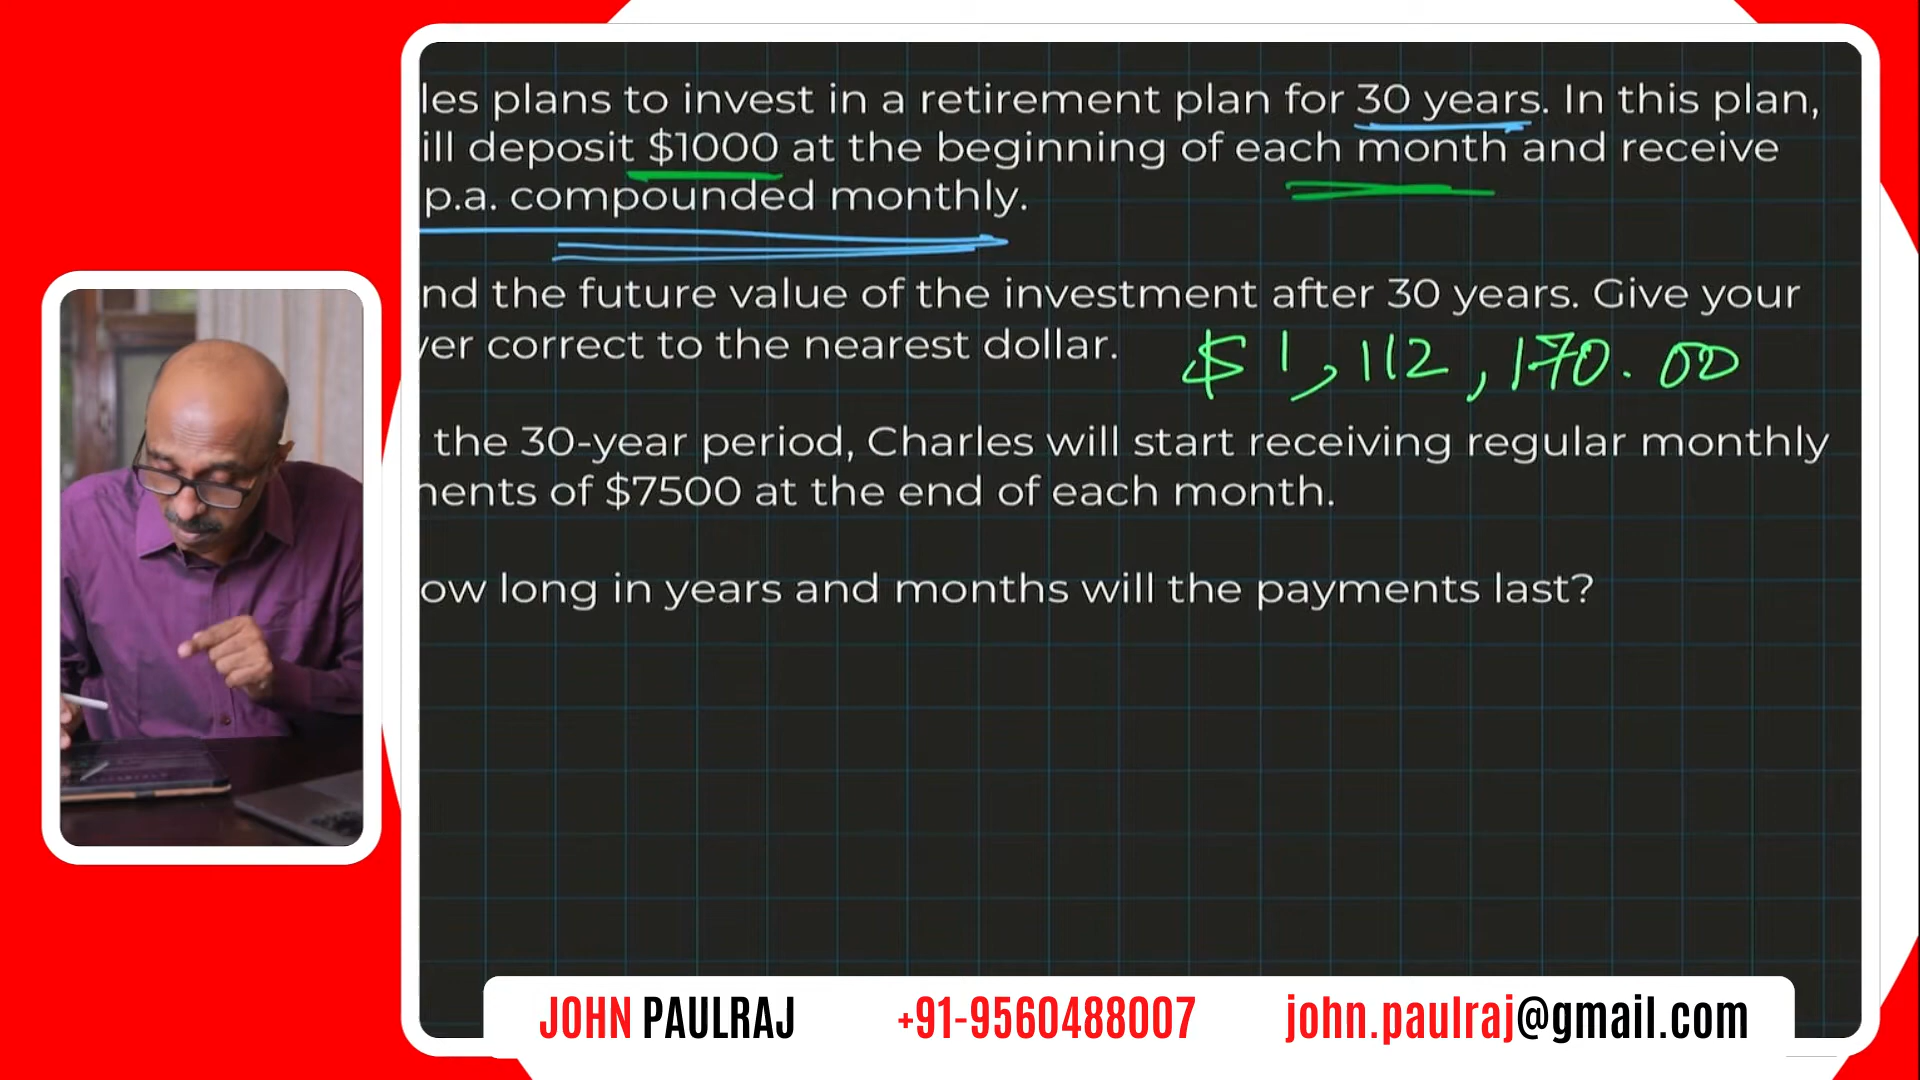 les plans to invest in a retirement plan for 30 years. In this plan,
ill deposit $1000 at the beginning of each month and receive
p.a. compounded monthly.
nd the future value of the investment after 30 years. Give your
er correct to the nearest dollar.
$ 1, 112, 170. 00
the 30-year period, Charles will start receiving regular monthly
ents of $7500 at the end of each month.
ow long in years and months will the payments last?
JOHN PAULRAJ +91-9560488007 john.paulraj@gmail.com